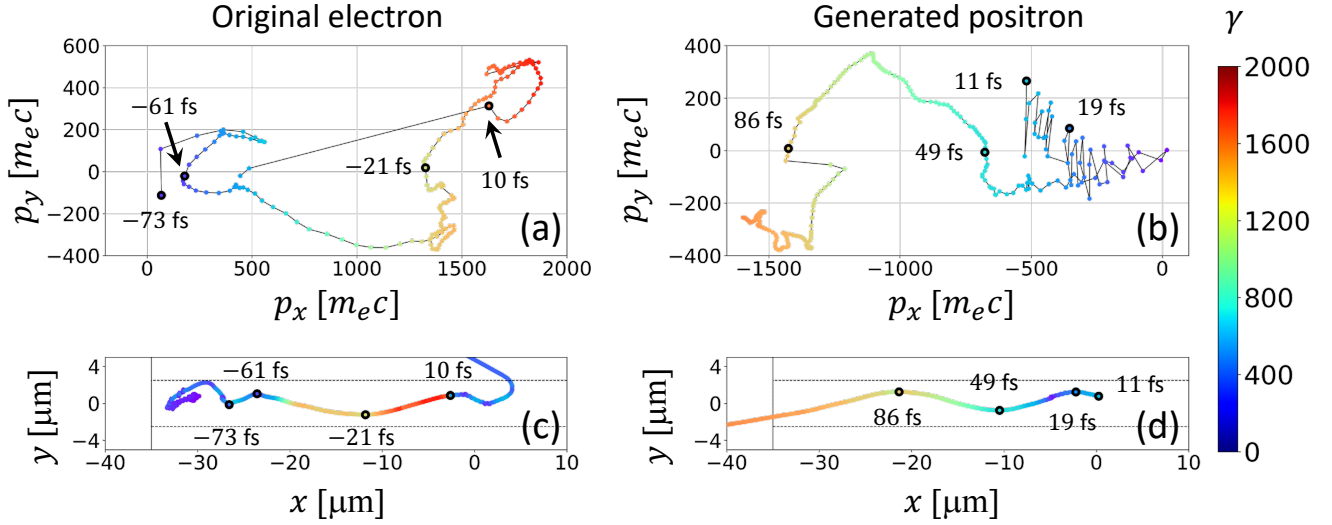 Original electron
Generated positron
γ
600
400
200
0
−200
−400
p_y [m_e c]
−61 fs
−73 fs
−21 fs
10 fs
(a)
0
500
1000
1500
2000
p_x [m_e c]
400
200
0
−200
−400
p_y [m_e c]
86 fs
49 fs
11 fs
19 fs
(b)
−1500
−1000
−500
0
p_x [m_e c]
2000
1600
1200
800
400
0
4
0
−4
y [μm]
−61 fs
10 fs
−73 fs
−21 fs
(c)
−40
−30
−20
−10
0
10
x [μm]
4
0
−4
y [μm]
49 fs
11 fs
86 fs
19 fs
(d)
−40
−30
−20
−10
0
10
x [μm]